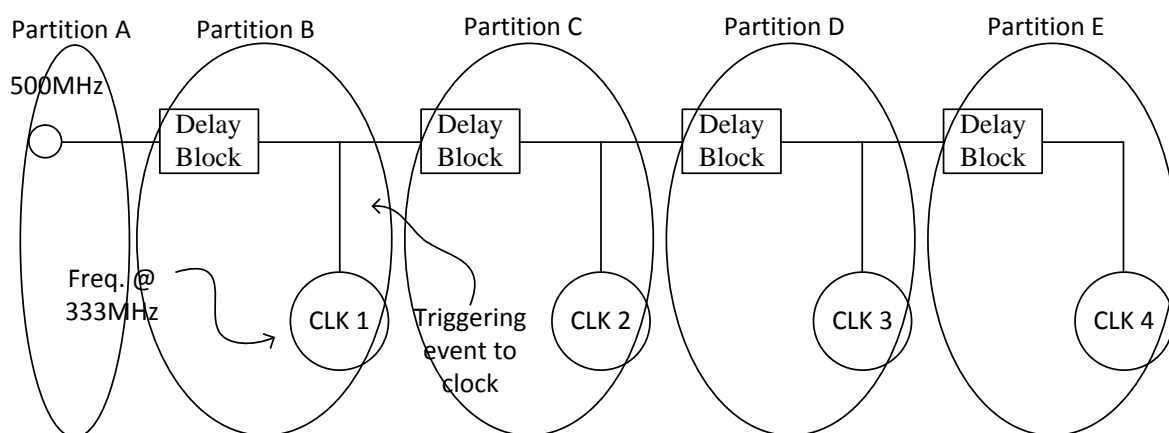 Partition A
Partition B
Partition C
Partition D
Partition E
500MHz
Delay
Block
Delay
Block
Delay
Block
Delay
Block
Freq. @
333MHz
CLK 1
Triggering
event to
clock
CLK 2
CLK 3
CLK 4